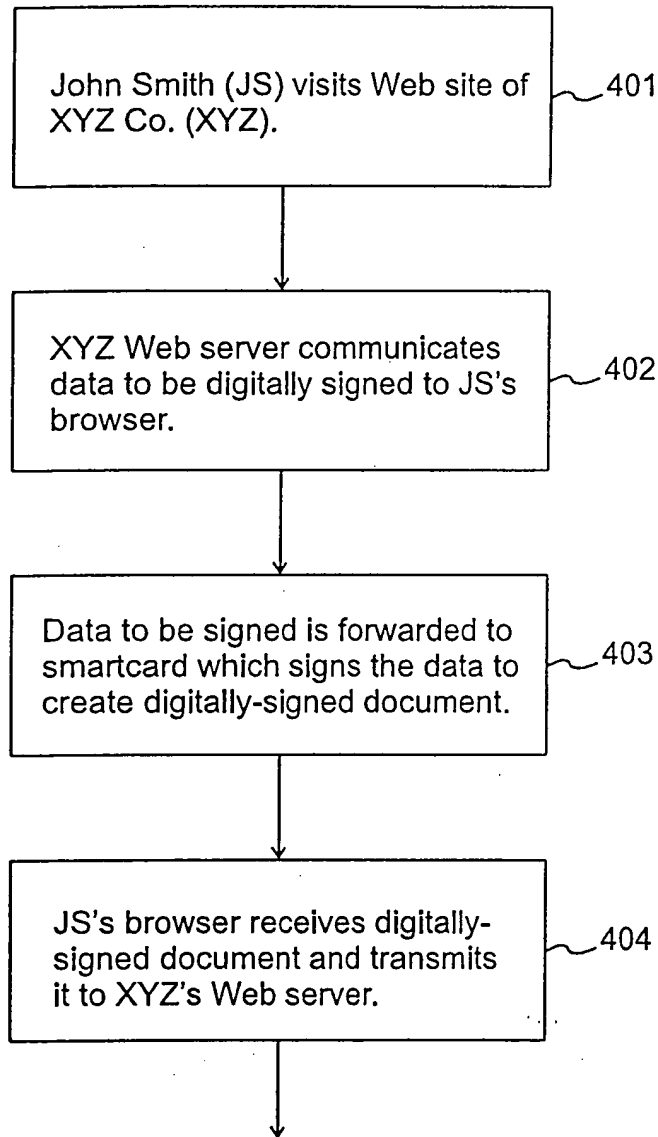 John Smith (JS) visits Web site of
XYZ Co. (XYZ).
401
XYZ Web server communicates
data to be digitally signed to JS's
browser.
402
Data to be signed is forwarded to
smartcard which signs the data to
create digitally-signed document.
403
JS's browser receives digitally-
signed document and transmits
it to XYZ's Web server.
404